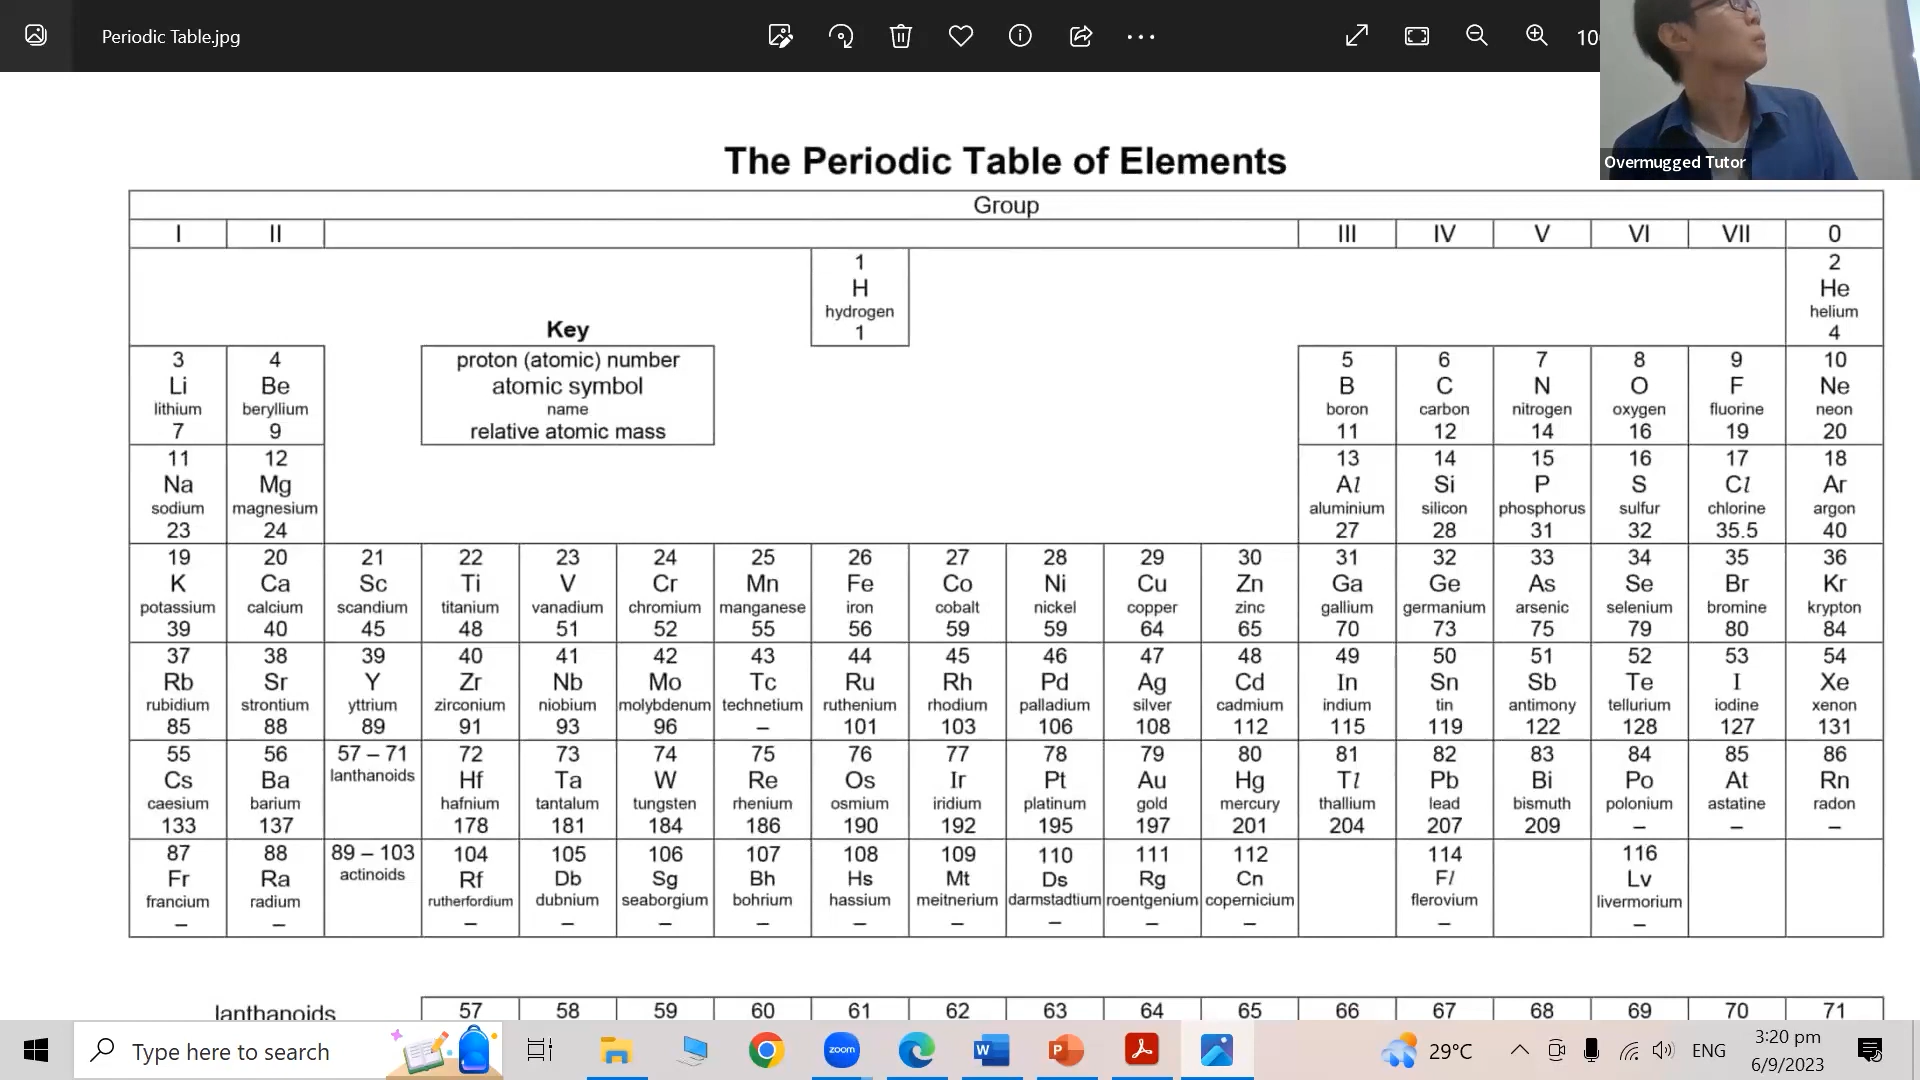 Periodic Table.jpg
10
Overmugged Tutor
The Periodic Table of Elements
Group
I II III IV V VI VII 0
1 2
H He
hydrogen helium
1 4
Key
proton (atomic) number
atomic symbol
name
relative atomic mass
3 4 5 6 7 8 9 10
Li Be B C N O F Ne
lithium beryllium boron carbon nitrogen oxygen fluorine neon
7 9 11 12 14 16 19 20
11 12 13 14 15 16 17 18
Na Mg Al Si P S Cl Ar
sodium magnesium aluminium silicon phosphorus sulfur chlorine argon
23 24 27 28 31 32 35.5 40
19 20 21 22 23 24 25 26 27 28 29 30 31 32 33 34 35 36
K Ca Sc Ti V Cr Mn Fe Co Ni Cu Zn Ga Ge As Se Br Kr
potassium calcium scandium titanium vanadium chromium manganese iron cobalt nickel copper zinc gallium germanium arsenic selenium bromine krypton
39 40 45 48 51 52 55 56 59 59 64 65 70 73 75 79 80 84
37 38 39 40 41 42 43 44 45 46 47 48 49 50 51 52 53 54
Rb Sr Y Zr Nb Mo Tc Ru Rh Pd Ag Cd In Sn Sb Te I Xe
rubidium strontium yttrium zirconium niobium molybdenum technetium ruthenium rhodium palladium silver cadmium indium tin antimony tellurium iodine xenon
85 88 89 91 93 96 – 101 103 106 108 112 115 119 122 128 127 131
55 56 57 – 71 72 73 74 75 76 77 78 79 80 81 82 83 84 85 86
Cs Ba lanthanoids Hf Ta W Re Os Ir Pt Au Hg Tl Pb Bi Po At Rn
caesium barium hafnium tantalum tungsten rhenium osmium iridium platinum gold mercury thallium lead bismuth polonium astatine radon
133 137 178 181 184 186 190 192 195 197 201 204 207 209 – – –
87 88 89 – 103 104 105 106 107 108 109 110 111 112 114 116
Fr Ra actinoids Rf Db Sg Bh Hs Mt Ds Rg Cn Fl Lv
francium radium rutherfordium dubnium seaborgium bohrium hassium meitnerium darmstadtium roentgenium copernicium flerovium livermorium
– – – – – – – – – – – – –
lanthanoids 57 58 59 60 61 62 63 64 65 66 67 68 69 70 71
Type here to search
zoom
W
P
29°C
ENG
3:20 pm
6/9/2023